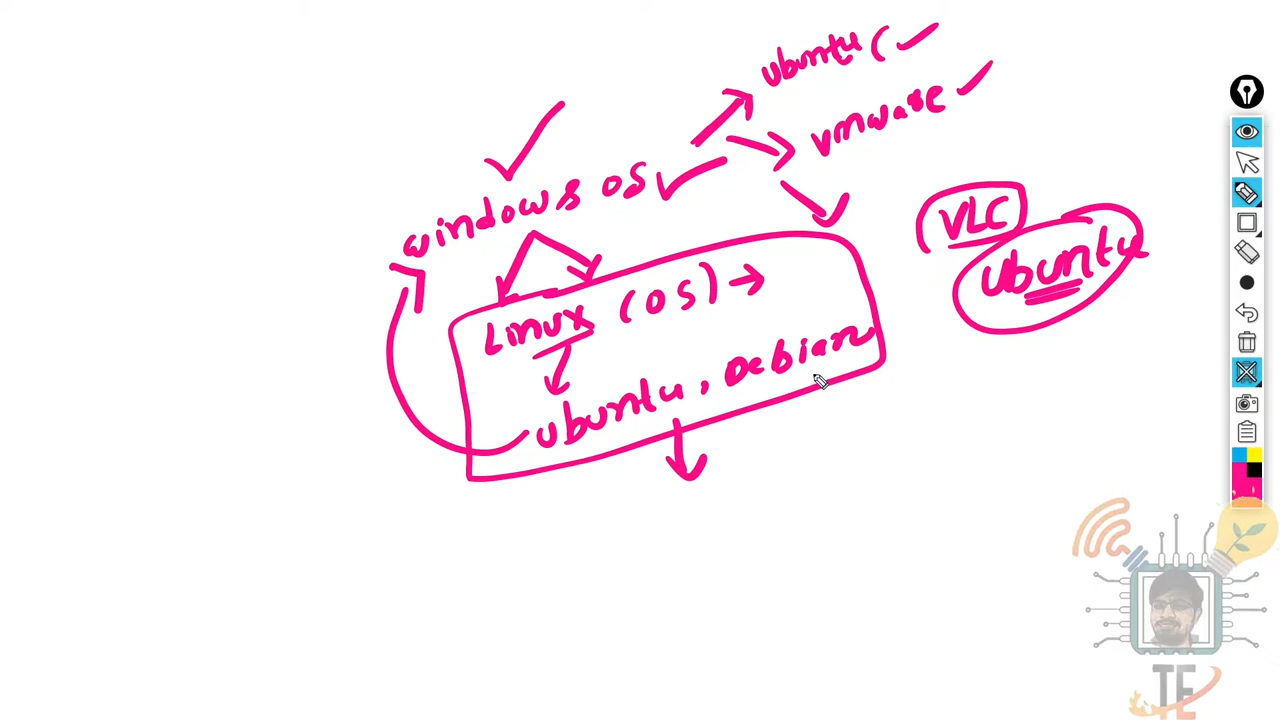 ubuntu
vmware
windows OS
VLC
ubuntu
Linux (OS) →
ubuntu, Debian
TE